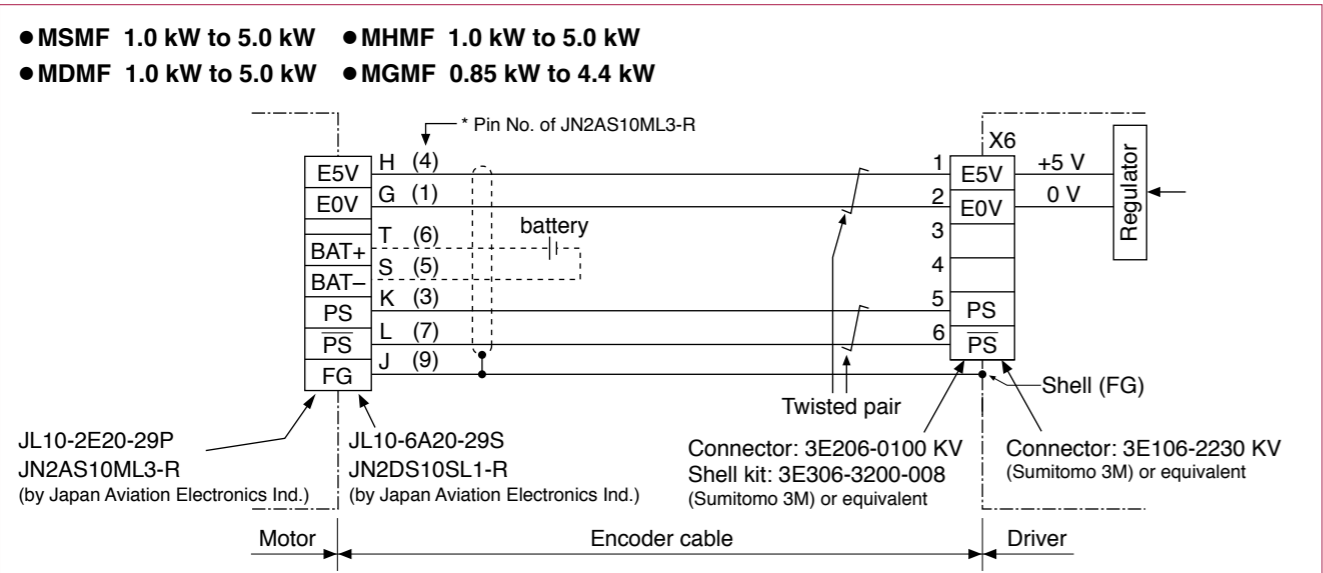 ●MSMF 1.0 kW to 5.0 kW ●MHMF 1.0 kW to 5.0 kW
●MDMF 1.0 kW to 5.0 kW ●MGMF 0.85 kW to 4.4 kW
* Pin No. of JN2AS10ML3-R
X6
E5V H (4) 1 E5V +5 V
E0V G (1) 2 E0V 0 V
Regulator
3
BAT+ T (6) battery
4
BAT– S (5)
PS K (3) 5 PS
P̅S̅ L (7) 6 P̅S̅
FG J (9)
Shell (FG)
Twisted pair
JL10-2E20-29P
JN2AS10ML3-R
(by Japan Aviation Electronics Ind.)
JL10-6A20-29S
JN2DS10SL1-R
(by Japan Aviation Electronics Ind.)
Connector: 3E206-0100 KV
Shell kit: 3E306-3200-008
(Sumitomo 3M) or equivalent
Connector: 3E106-2230 KV
(Sumitomo 3M) or equivalent
Motor Encoder cable Driver